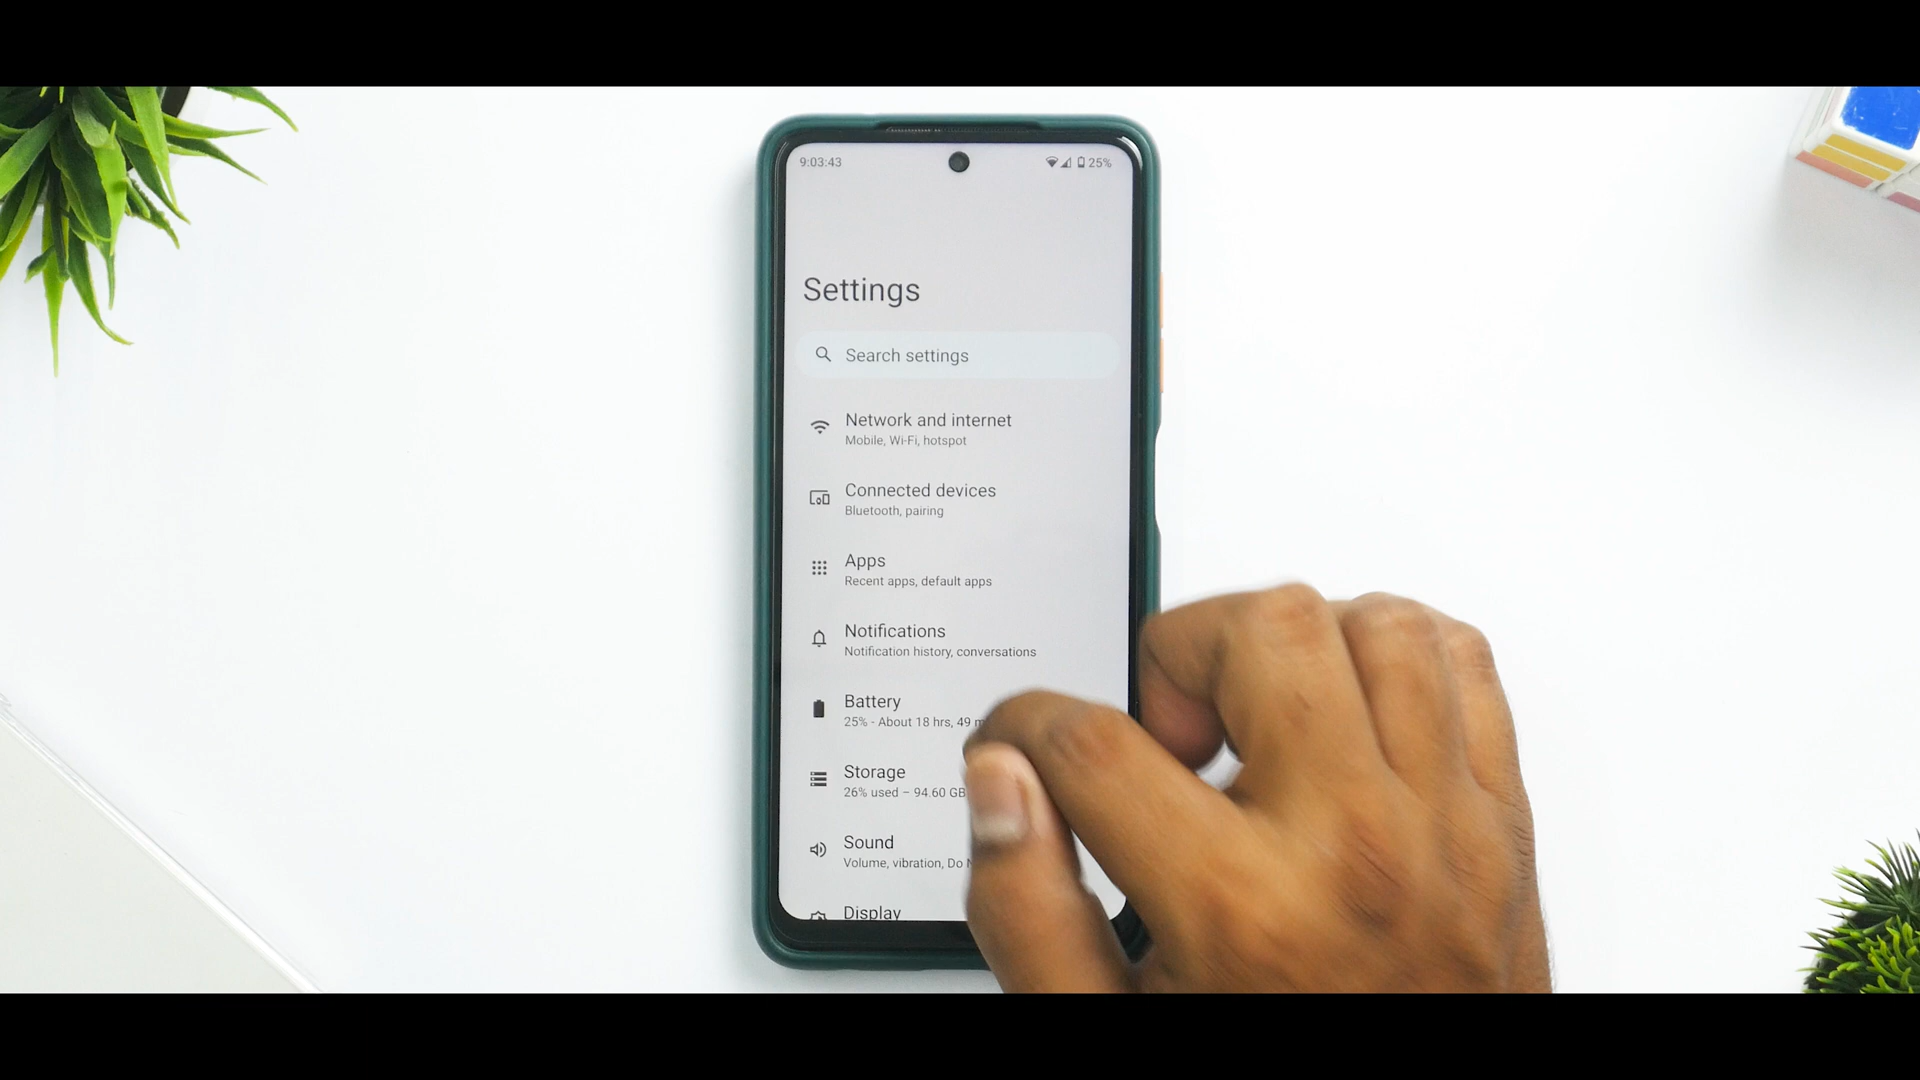 9:03:43
25%
Settings
Search settings
Network and internet
Mobile, Wi-Fi, hotspot
Connected devices
Bluetooth, pairing
Apps
Recent apps, default apps
Notifications
Notification history, conversations
Battery
25% - About 18 hrs, 49
Storage
26% used – 94.60 GB
Sound
Volume, vibration, Do
Display